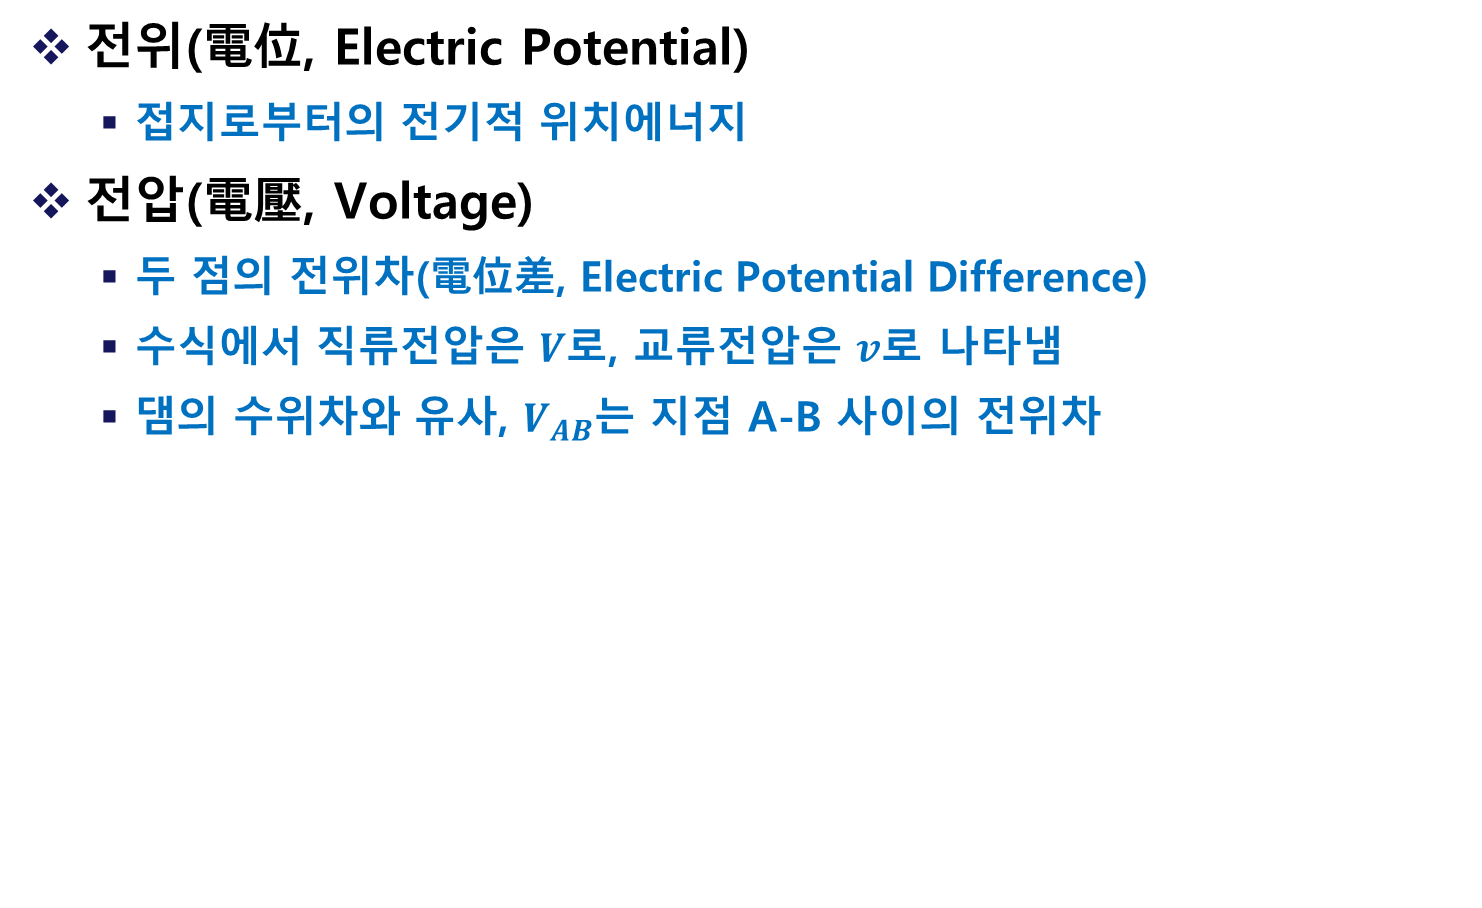 ❖ 전위(電位, Electric Potential)
▪ 접지로부터의 전기적 위치에너지
❖ 전압(電壓, Voltage)
▪ 두 점의 전위차(電位差, Electric Potential Difference)
▪ 수식에서 직류전압은 V로, 교류전압은 v로 나타냄
▪ 댐의 수위차와 유사, V_AB는 지점 A-B 사이의 전위차